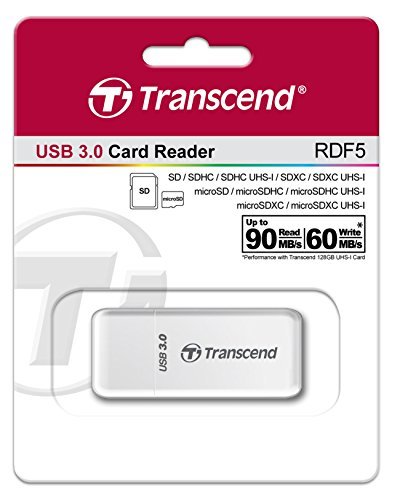 Transcend®
USB 3.0 Card Reader
RDF5
SD / SDHC / SDHC UHS-I / SDXC / SDXC UHS-I
microSD / microSDHC / microSDHC UHS-I
microSDXC / microSDXC UHS-I
SD
microSD
Up to
90 Read MB/s 60 Write MB/s*
*Performance with Transcend 128GB UHS-I Card
USB 3.0
Transcend